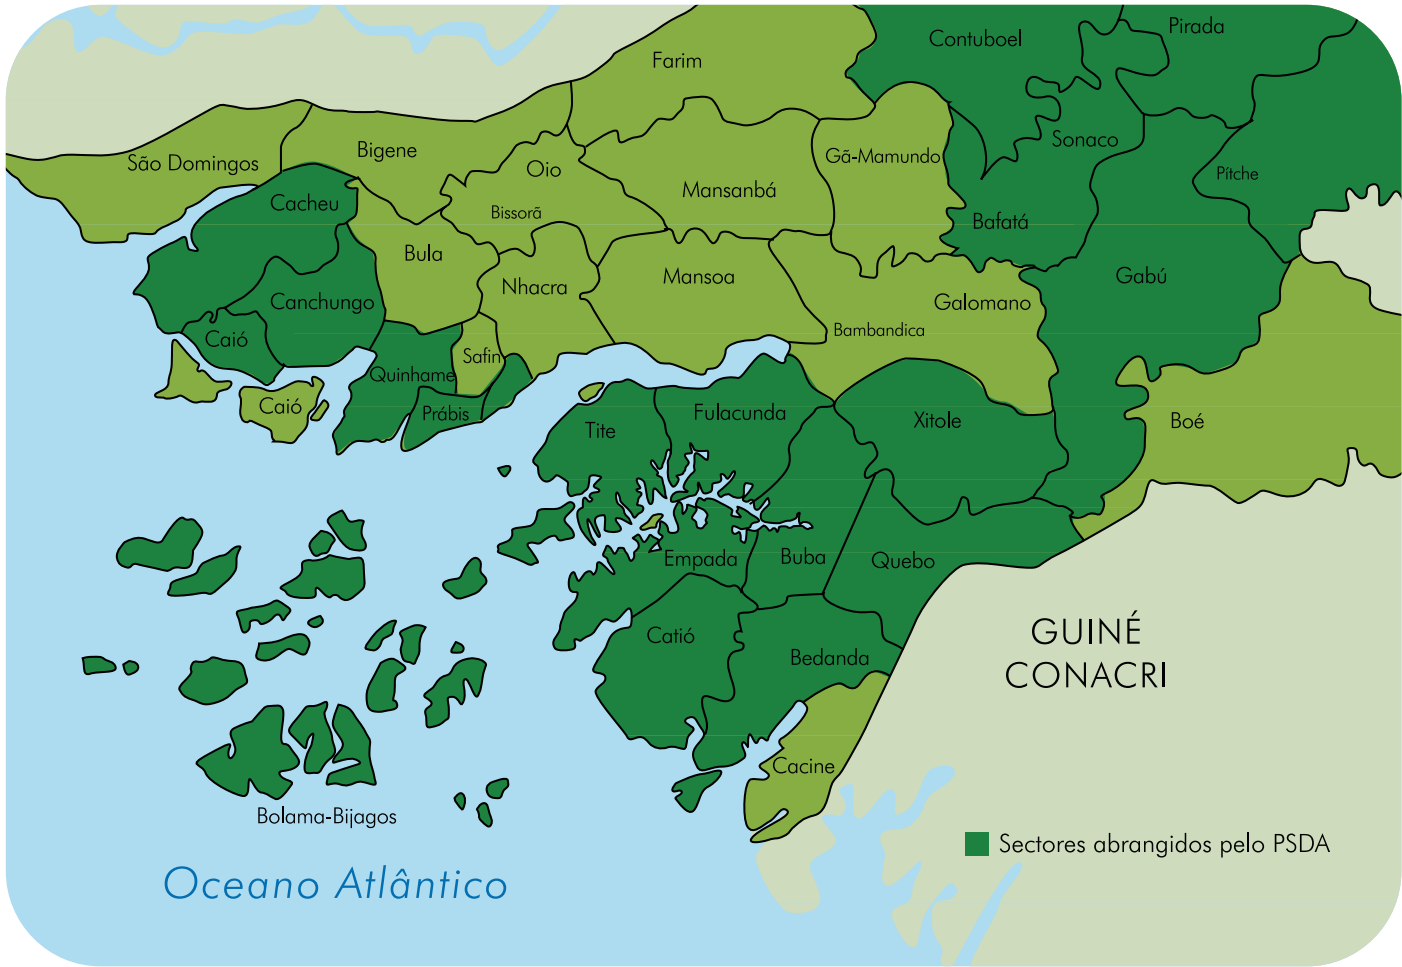 Contuboel
Pirada
Farim
Sonaco
Bigene
Gã-Mamundo
São Domingos
Oio
Pítche
Mansanbá
Cacheu
Bissorã
Bafatá
Bula
Mansoa
Gabú
Nhacra
Canchungo
Galomano
Bambandica
Caió
Safin
Quinhame
Caió
Prábis
Fulacunda
Xitole
Boé
Tite
Empada
Buba
Quebo
Catió
GUINÉ
CONACRI
Bedanda
Cacine
Bolama-Bijagos
Sectores abrangidos pelo PSDA
Oceano Atlântico